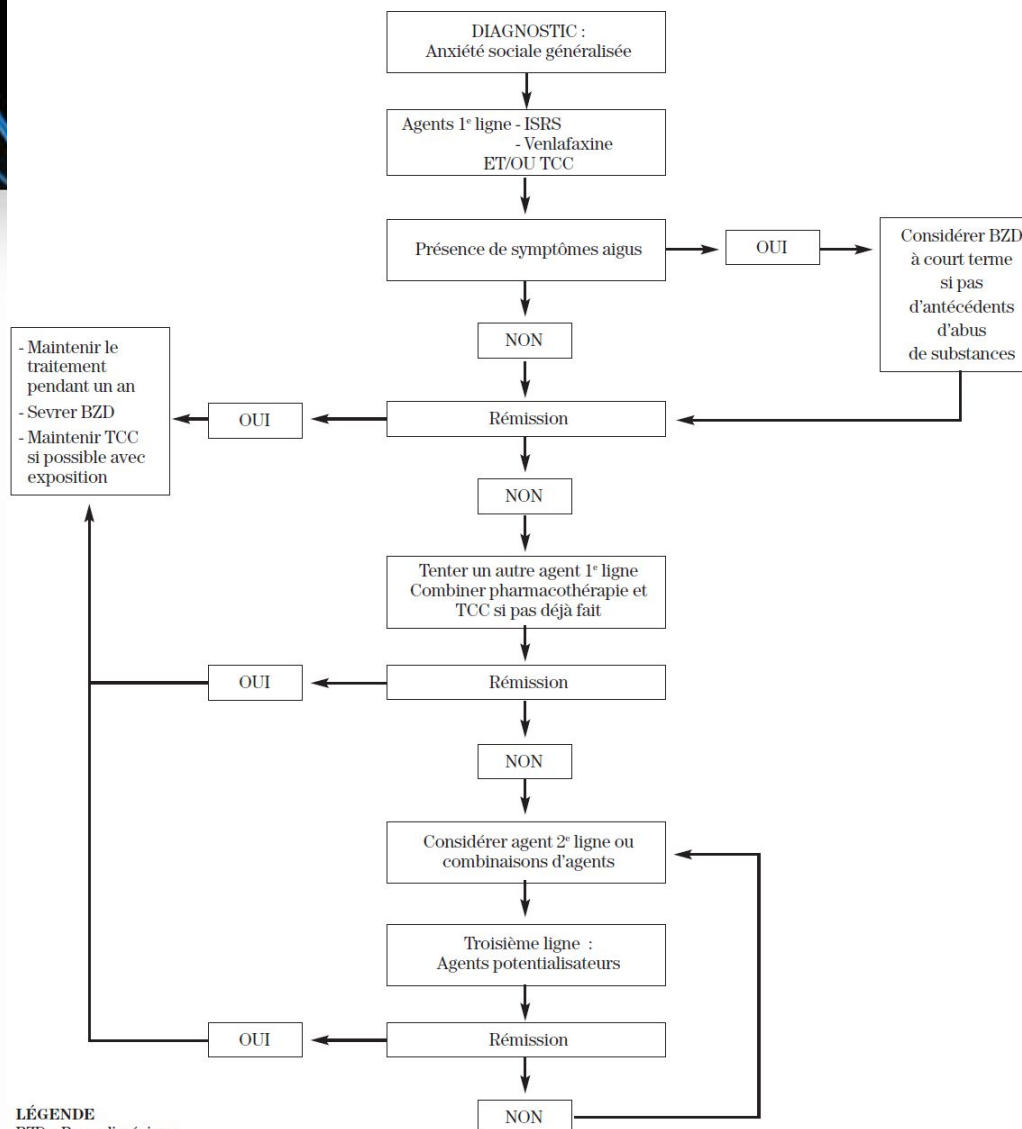 DIAGNOSTIC :
Anxiété sociale généralisée
Agents 1e ligne - ISRS
- Venlafaxine
ET/OU TCC
Présence de symptômes aigus
OUI
Considérer BZD
à court terme
si pas
d'antécédents
d'abus
de substances
NON
- Maintenir le
traitement
pendant un an
- Sevrer BZD
- Maintenir TCC
si possible avec
exposition
OUI
Rémission
NON
Tenter un autre agent 1e ligne
Combiner pharmacothérapie et
TCC si pas déjà fait
OUI
Rémission
NON
Considérer agent 2e ligne ou
combinaisons d'agents
Troisième ligne :
Agents potentialisateurs
OUI
Rémission
NON
LÉGENDE